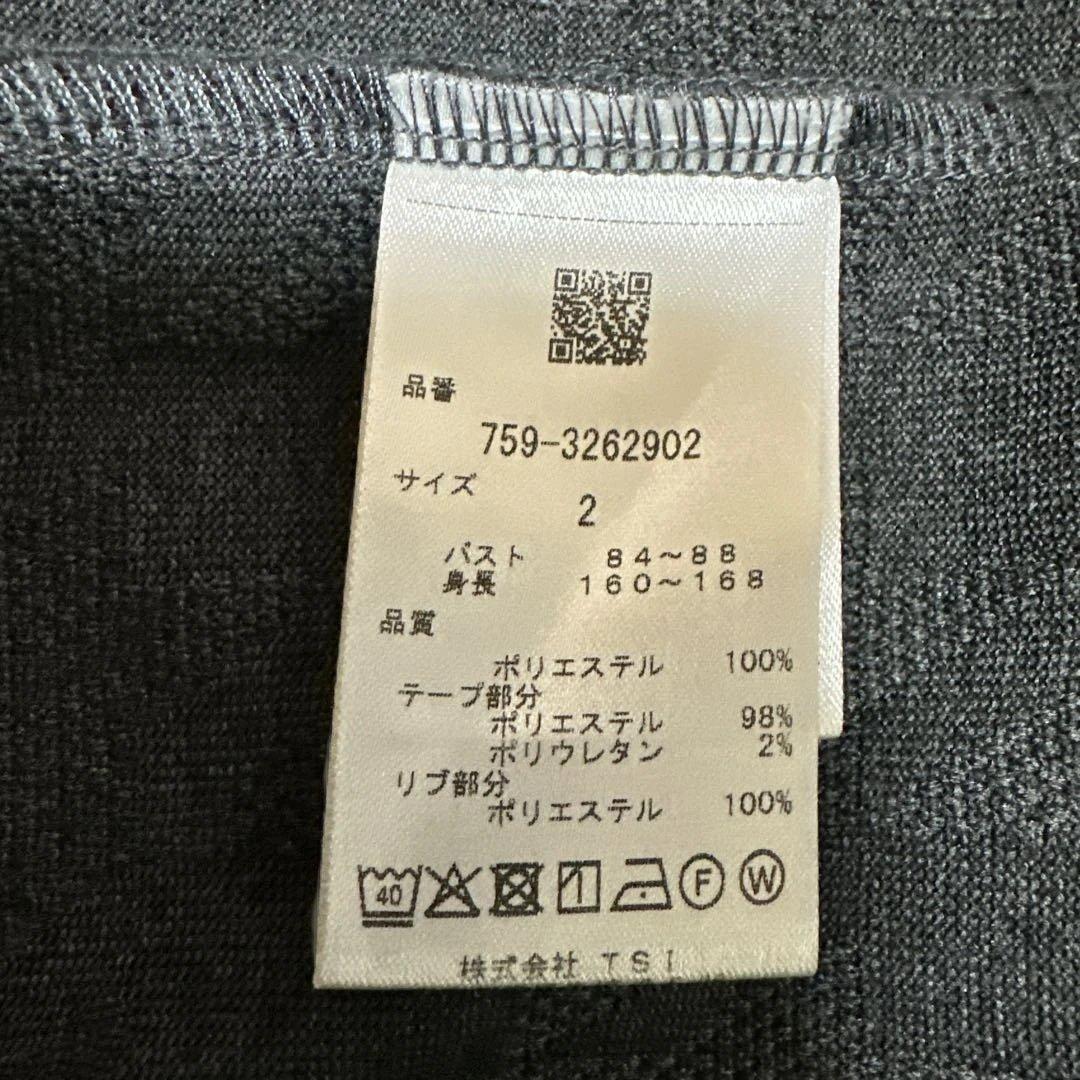 品番
759-3262902
サイズ
2
バスト 84~88
身長 160~168
品質
ポリエステル 100%
テープ部分
ポリエステル 98%
ポリウレタン 2%
リブ部分
ポリエステル 100%
40 F W
株式会社 TSI